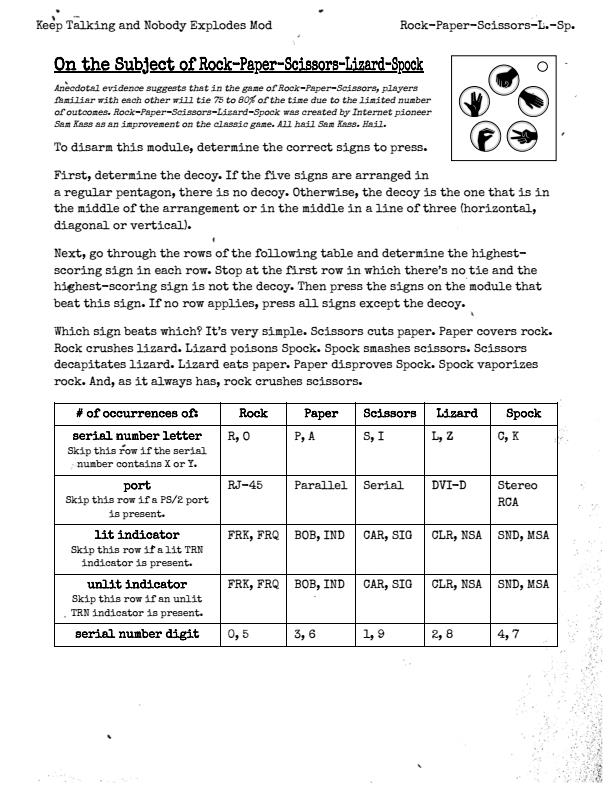 Keep Talking and Nobody Explodes Mod Rock-Paper-Scissors-L.-Sp.
On the Subject of Rock-Paper-Scissors-Lizard-Spock
Anecdotal evidence suggests that in the game of Rock-Paper-Scissors, players
familiar with each other will tie 75 to 80% of the time due to the limited number
of outcomes. Rock-Paper-Scissors-Lizard-Spock was created by Internet pioneer
Sam Kass as an improvement on the classic game. All hail Sam Kass. Hail.
To disarm this module, determine the correct signs to press.
First, determine the decoy. If the five signs are arranged in
a regular pentagon, there is no decoy. Otherwise, the decoy is the one that is in
the middle of the arrangement or in the middle in a line of three (horizontal,
diagonal or vertical).
Next, go through the rows of the following table and determine the highest-
scoring sign in each row. Stop at the first row in which there's no tie and the
highest-scoring sign is not the decoy. Then press the signs on the module that
beat this sign. If no row applies, press all signs except the decoy.
Which sign beats which? It's very simple. Scissors cuts paper. Paper covers rock.
Rock crushes lizard. Lizard poisons Spock. Spock smashes scissors. Scissors
decapitates lizard. Lizard eats paper. Paper disproves Spock. Spock vaporizes
rock. And, as it always has, rock crushes scissors.
# of occurrences of: Rock Paper Scissors Lizard Spock
serial number letter R, O P, A S, I L, Z C, K
Skip this row if the serial
number contains X or Y.
port RJ-45 Parallel Serial DVI-D Stereo
Skip this row if a PS/2 port RCA
is present.
lit indicator FRK, FRQ BOB, IND CAR, SIG CLR, NSA SND, MSA
Skip this row if a lit TRN
indicator is present.
unlit indicator FRK, FRQ BOB, IND CAR, SIG CLR, NSA SND, MSA
Skip this row if an unlit
TRN indicator is present.
serial number digit 0, 5 3, 6 1, 9 2, 8 4, 7